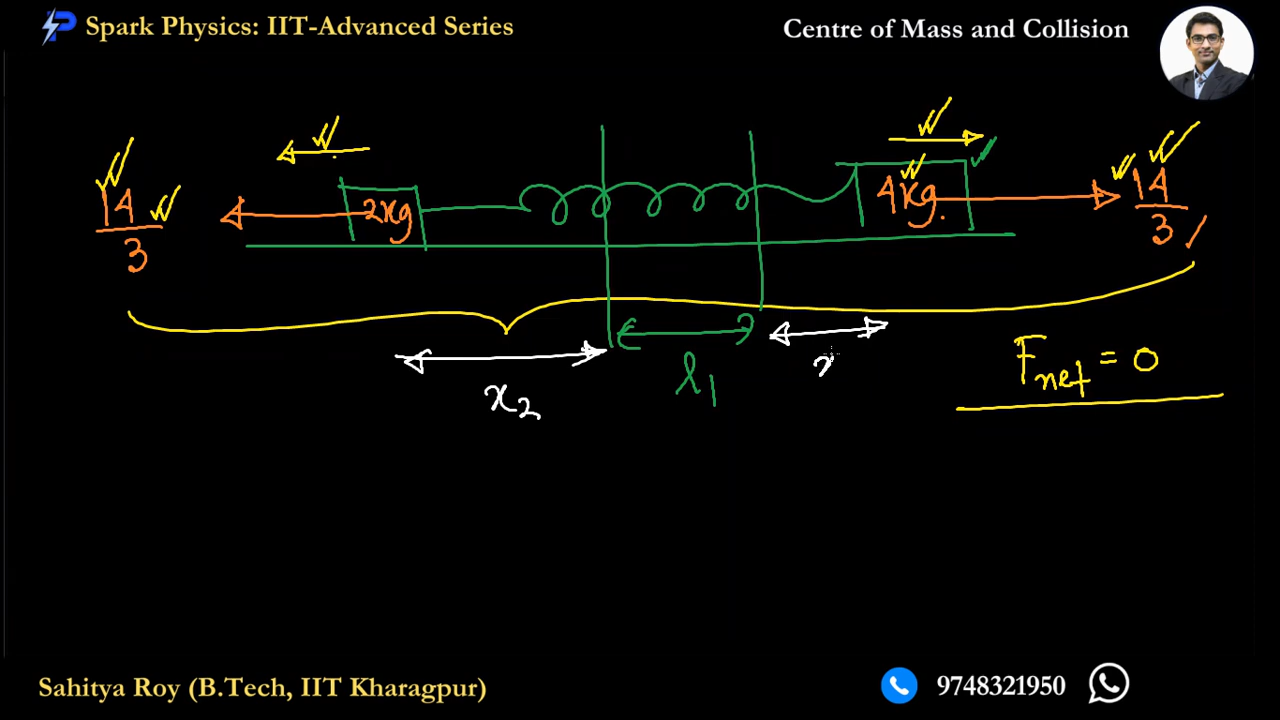 Spark Physics: IIT-Advanced Series
Centre of Mass and Collision
14
3
2kg
4kg
14
3
l1
x2
x
Fnet = 0
Sahitya Roy (B.Tech, IIT Kharagpur)
9748321950